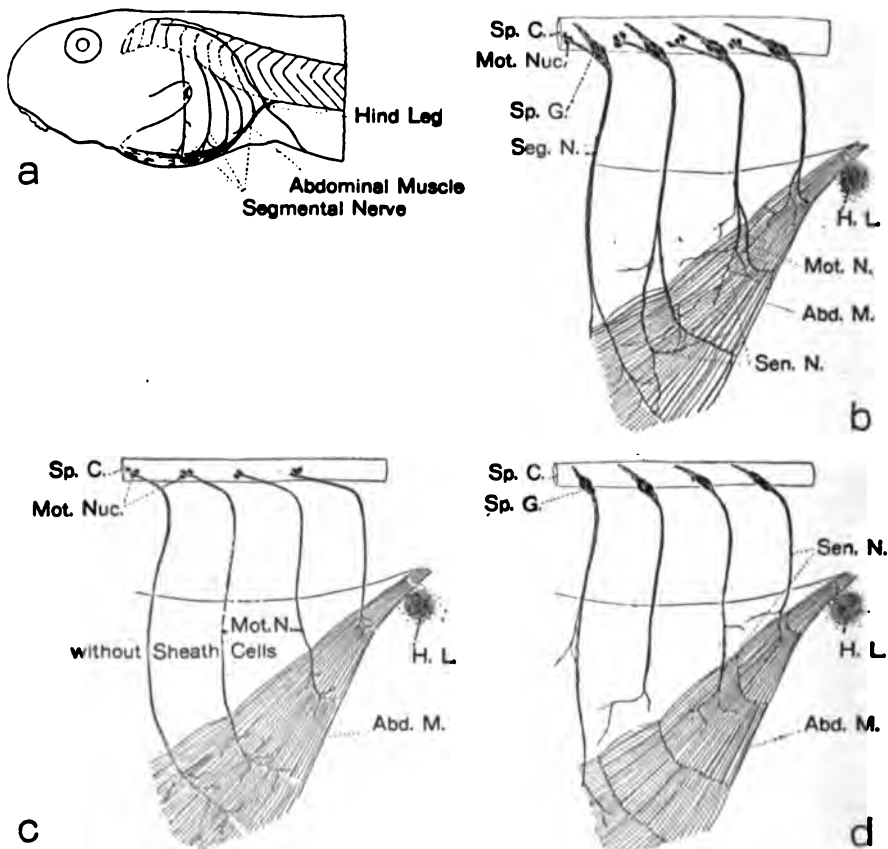 Hind Leg
Abdominal Muscle
Segmental Nerve
a
Sp. C.
Mot. Nuc.
Sp. G.
Seg. N.
H. L.
Mot. N.
Abd. M.
Sen. N.
b
Sp. C.
Mot. Nuc.
Mot. N.
without Sheath Cells
H. L.
Abd. M.
c
Sp. C.
Sp. G.
Sen. N.
H. L.
Abd. M.
d